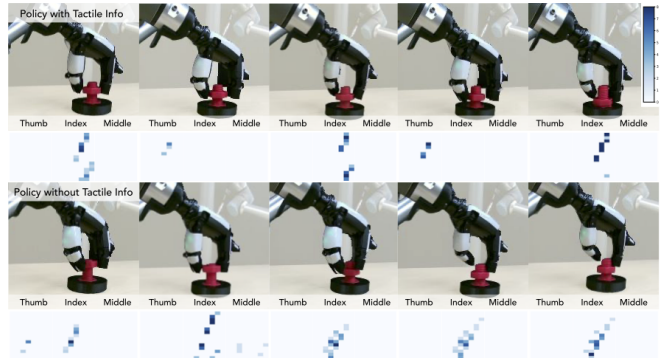 Policy with Tactile Info
Thumb Index Middle Thumb Index Middle Thumb Index Middle Thumb Index Middle Thumb Index Middle
Policy without Tactile Info
Thumb Index Middle Thumb Index Middle Thumb Index Middle Thumb Index Middle Thumb Index Middle